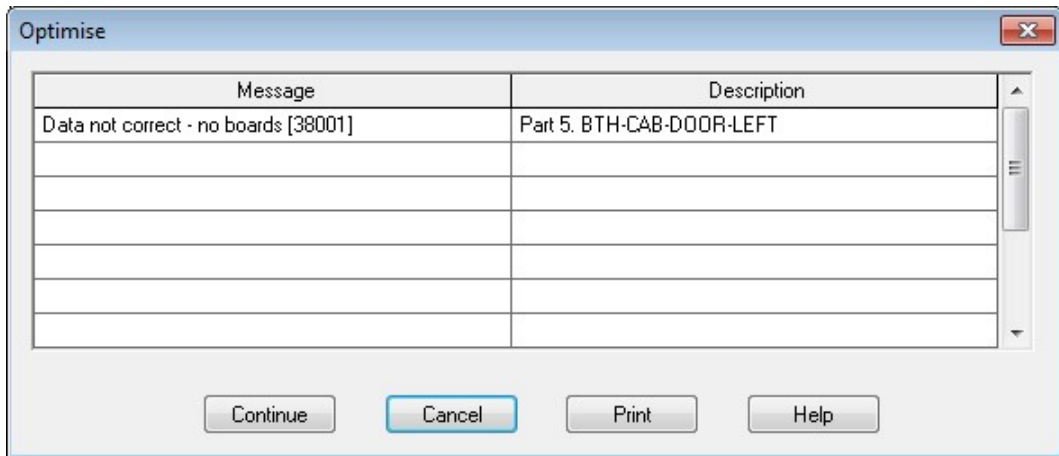 Optimise
Message Description
Data not correct - no boards [38001] Part 5. BTH-CAB-DOOR-LEFT
Continue Cancel Print Help